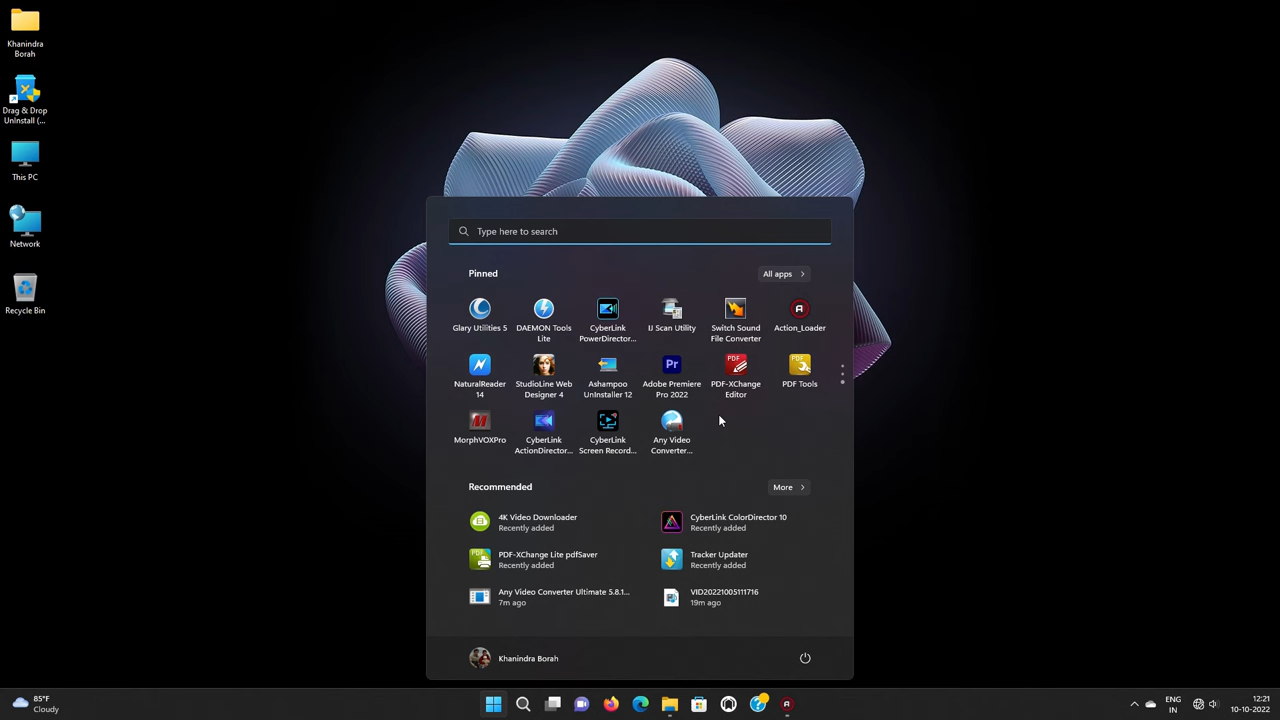 Khanindra
Borah
Drag & Drop
UnInstall (...
This PC
Network
Recycle Bin
Type here to search
Pinned
All apps
Glary Utilities 5
DAEMON Tools
Lite
CyberLink
PowerDirector...
IJ Scan Utility
Switch Sound
File Converter
Action_Loader
NaturalReader
14
StudioLine Web
Designer 4
Ashampoo
UnInstaller 12
Pr
Adobe Premiere
Pro 2022
PDF
PDF-XChange
Editor
PDF
PDF Tools
MorphVOXPro
CyberLink
ActionDirector...
CyberLink
Screen Record...
Any Video
Converter...
Recommended
More
4K Video Downloader
Recently added
CyberLink ColorDirector 10
Recently added
PDF
PDF-XChange Lite pdfSaver
Recently added
Tracker Updater
Recently added
Any Video Converter Ultimate 5.8.1...
7m ago
VID20221005111716
19m ago
Khanindra Borah
85°F
Cloudy
ENG
IN
12:21
10-10-2022